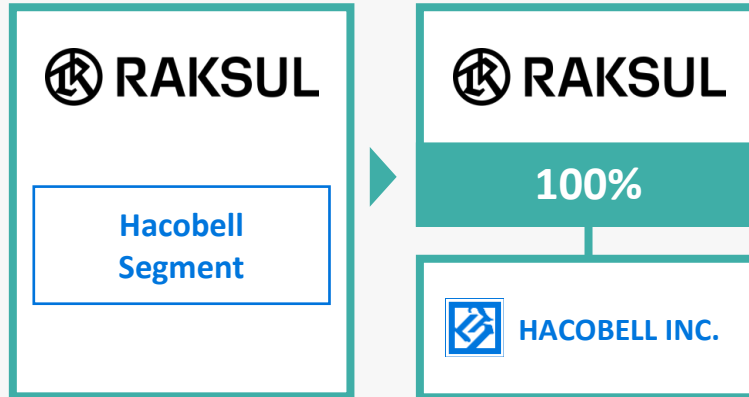 RAKSUL
Hacobell
Segment
RAKSUL
100%
HACOBELL INC.